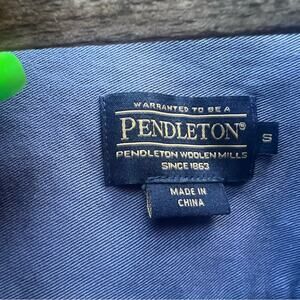 WARRANTED TO BE A
PENDLETON®
PENDLETON WOOLEN MILLS
SINCE 1863
S
MADE IN
CHINA